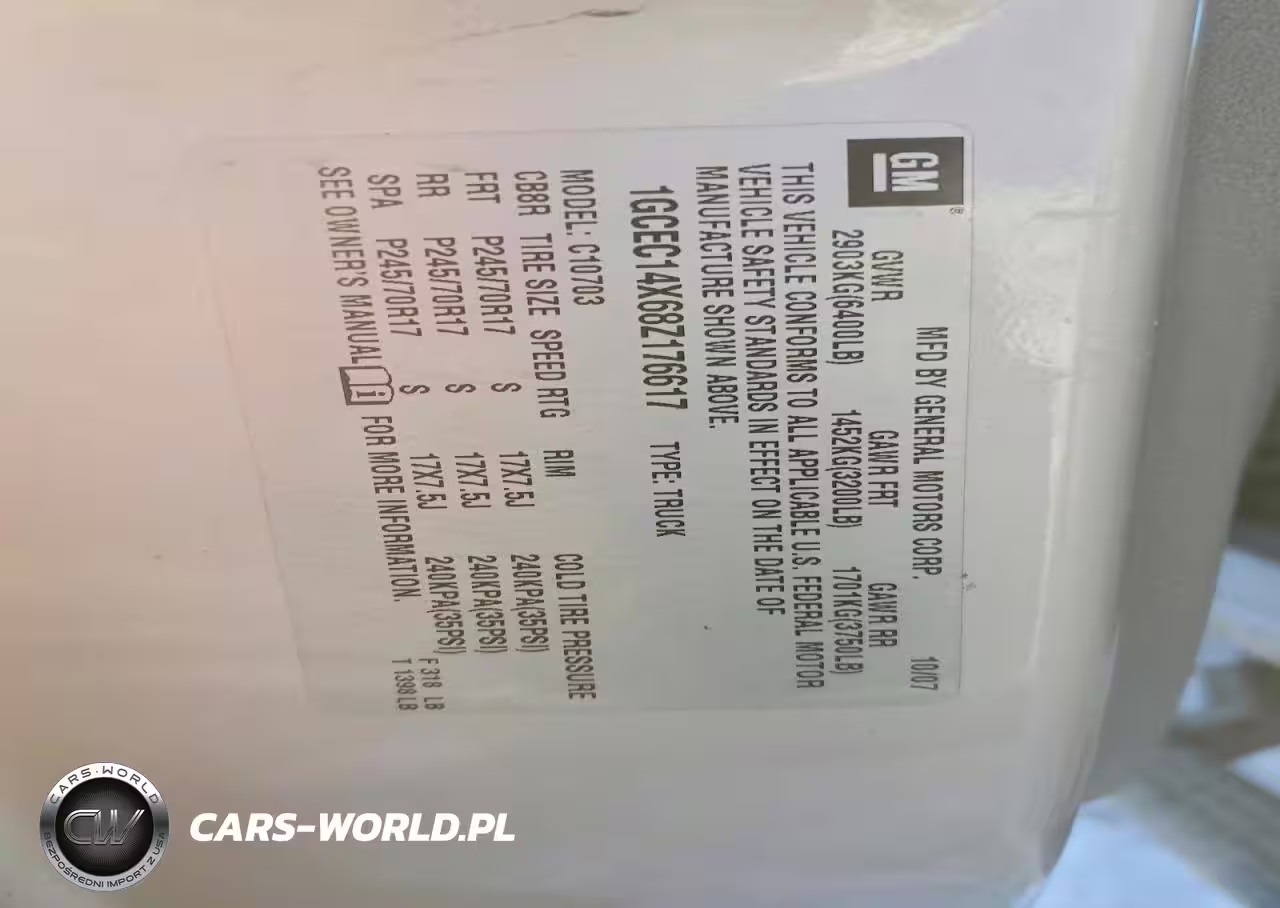 GM
MFD BY GENERAL MOTORS CORP. 10/07
GVWR GAWR FRT GAWR RR
2903KG(6400LB) 1452KG(3200LB) 1701KG(3750LB)
THIS VEHICLE CONFORMS TO ALL APPLICABLE U.S. FEDERAL MOTOR
VEHICLE SAFETY STANDARDS IN EFFECT ON THE DATE OF
MANUFACTURE SHOWN ABOVE.
1GCEC14X68Z176617 TYPE: TRUCK
MODEL: C10703
CB8R TIRE SIZE SPEED RTG RIM COLD TIRE PRESSURE
FRT P245/70R17 S 17X7.5J 240KPA(35PSI)
RR P245/70R17 S 17X7.5J 240KPA(35PSI)
SPA P245/70R17 S 17X7.5J 240KPA(35PSI)
SEE OWNER'S MANUAL i FOR MORE INFORMATION.
F 318 LB
T 1398LB
CARS-WORLD
CW
BEZPOŚREDNI IMPORT Z USA
CARS-WORLD.PL